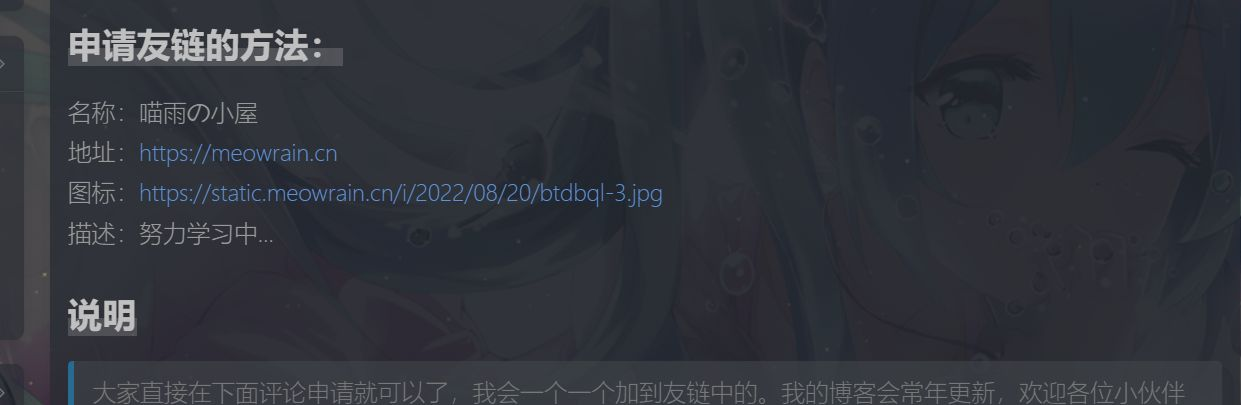 申请友链的方法：
名称：喵雨の小屋
地址：https://meowrain.cn
图标：https://static.meowrain.cn/i/2022/08/20/btdbql-3.jpg
描述：努力学习中...
说明
大家直接在下面评论申请就可以了，我会一个一个加到友链中的。我的博客会常年更新，欢迎各位小伙伴